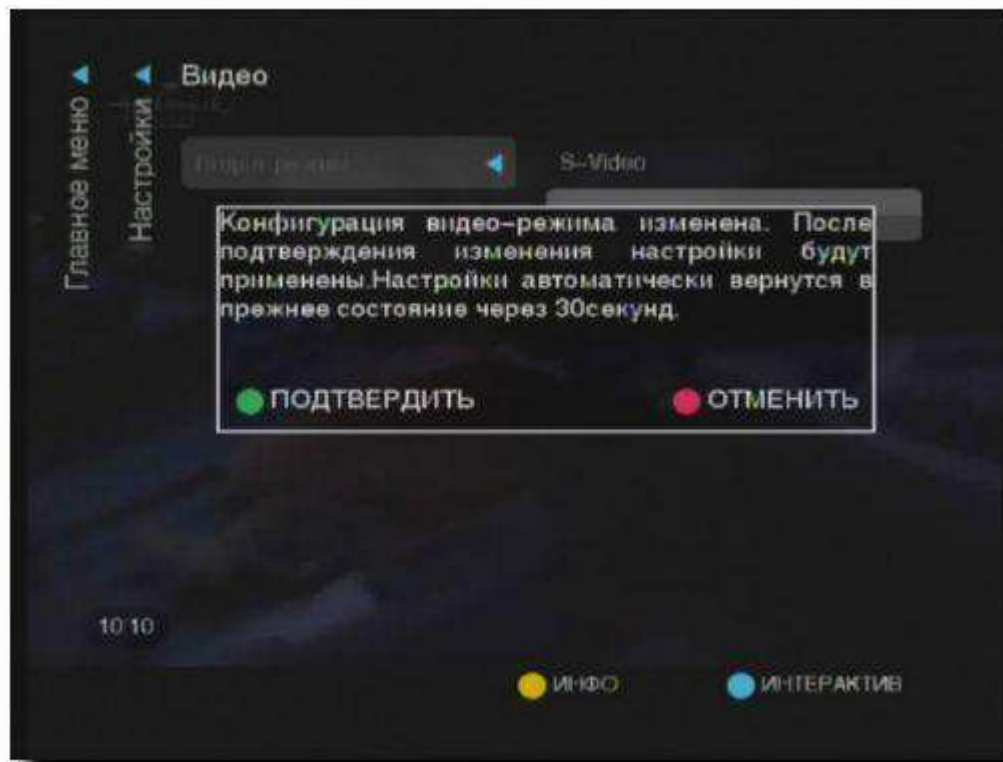 Видео
Главное меню
Настройки
S-Video
Конфигурация видео-режима изменена. После
подтверждения изменения настройки будут
применены.Настройки автоматически вернутся в
прежнее состояние через 30секунд.
ПОДТВЕРДИТЬ
ОТМЕНИТЬ
10 10
ИНФО
ИНТЕРАКТИВ